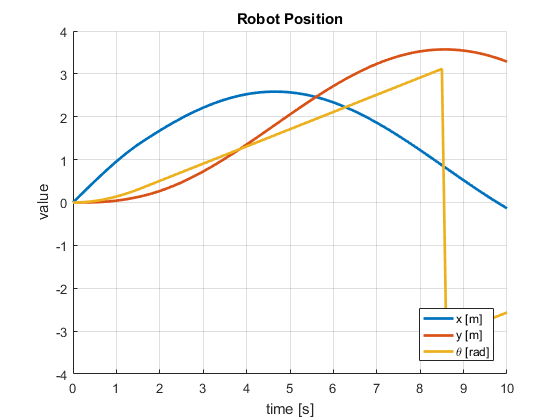 Robot Position
value
4
3
2
1
0
-1
-2
-3
-4
x [m]
y [m]
θ [rad]
0 1 2 3 4 5 6 7 8 9 10
time [s]